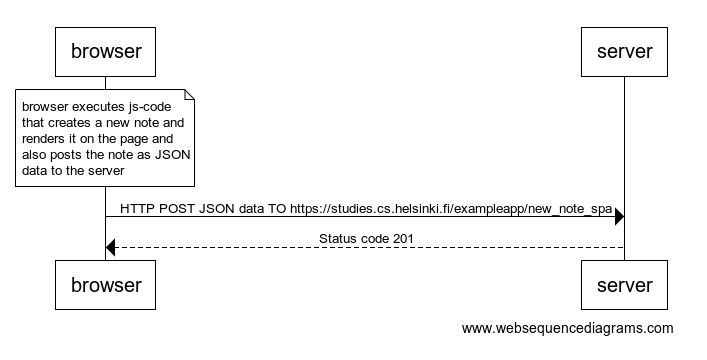 browser
server
browser executes js-code
that creates a new note and
renders it on the page and
also posts the note as JSON
data to the server
HTTP POST JSON data TO https://studies.cs.helsinki.fi/exampleapp/new_note_spa
Status code 201
browser
server
www.websequencediagrams.com